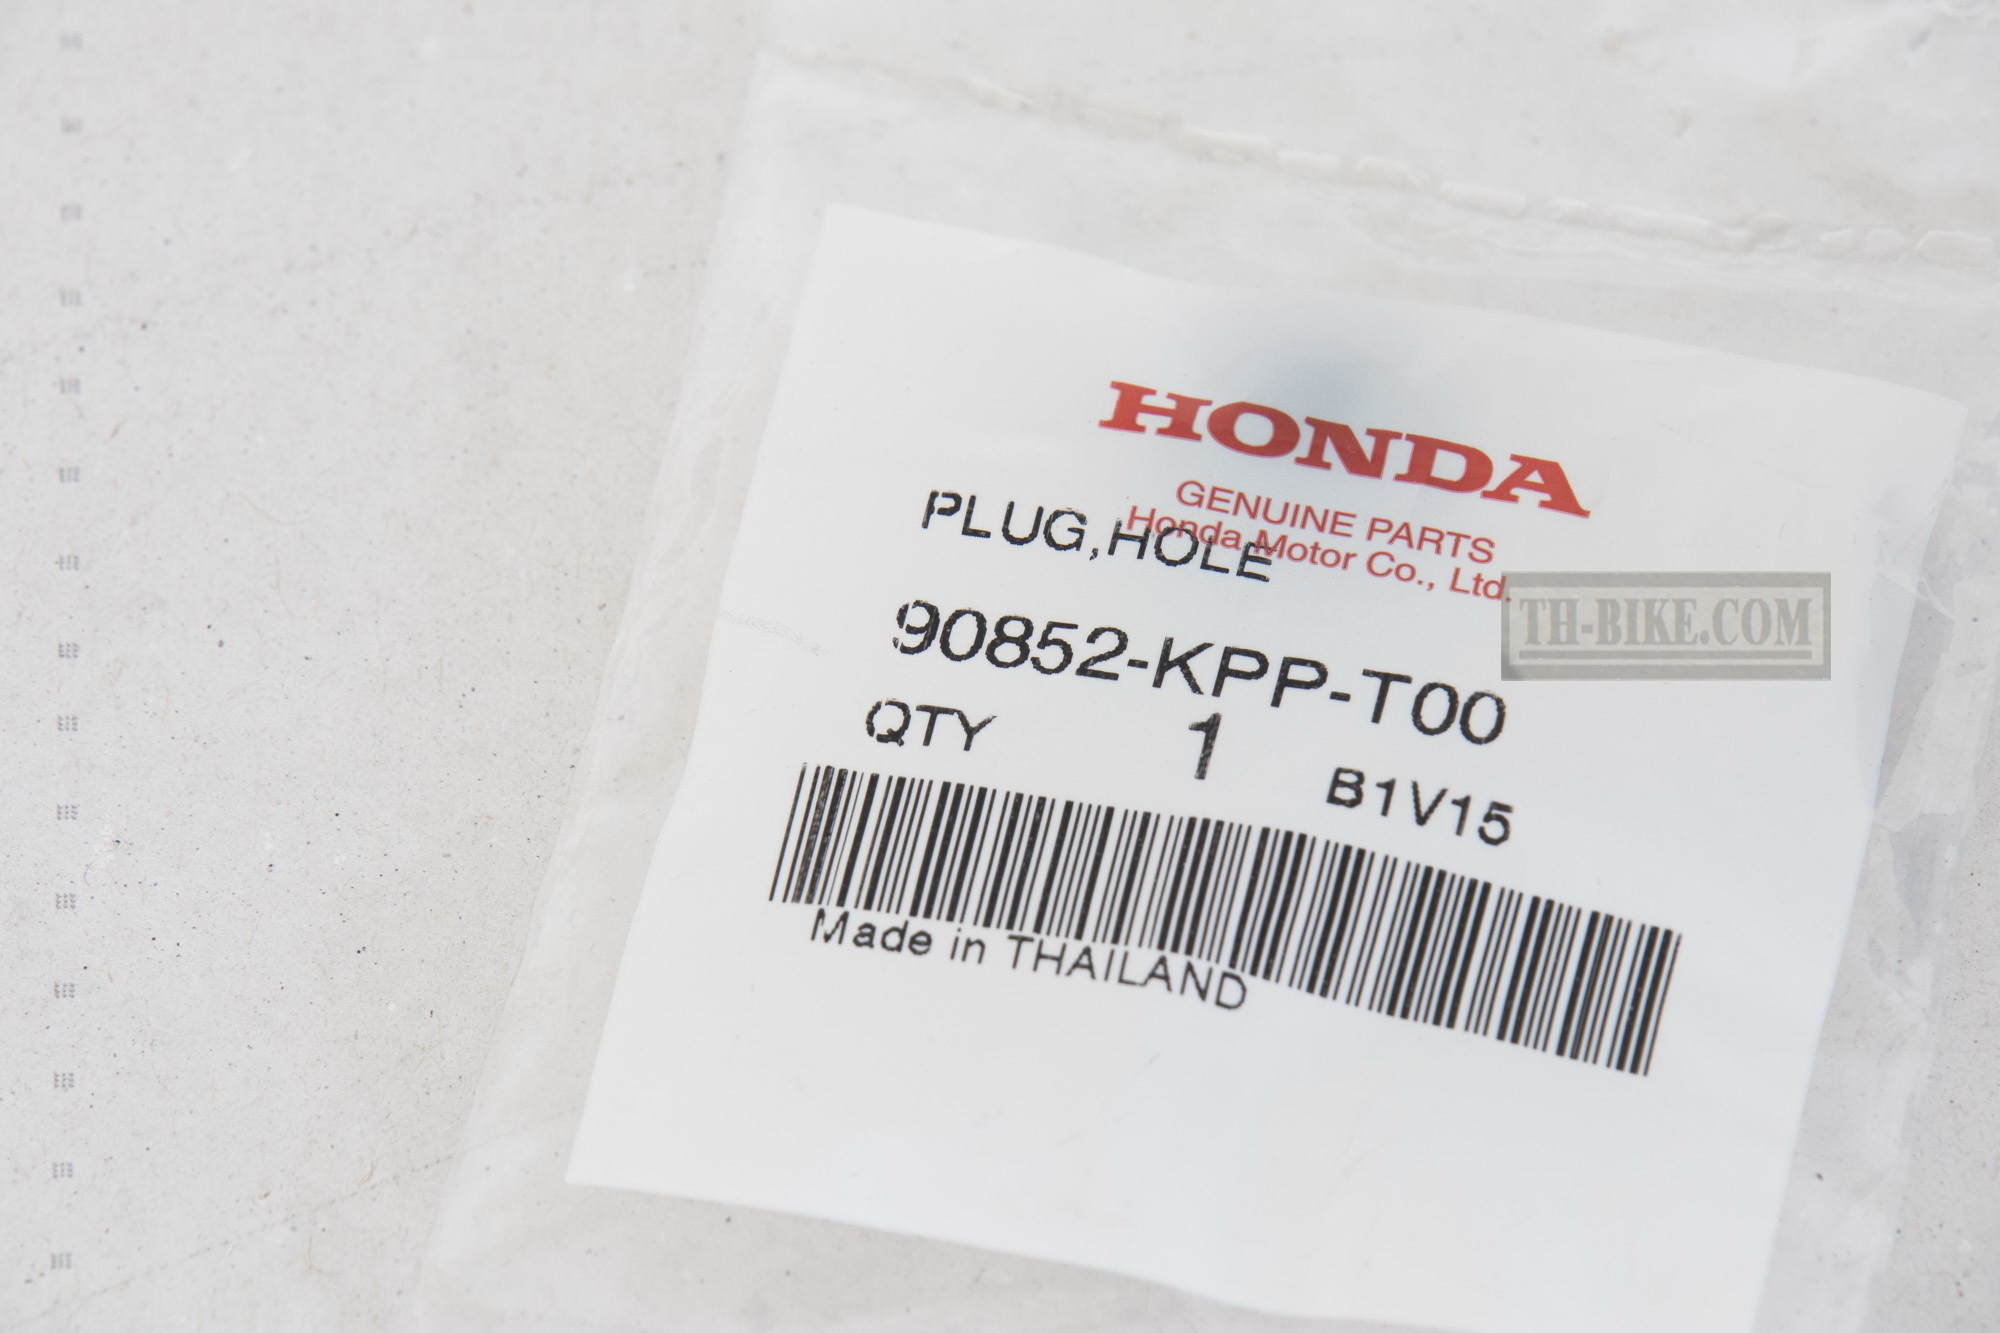 HONDA
GENUINE PARTS
Honda Motor Co., Ltd.
PLUG,HOLE
90852-KPP-T00
QTY 1 B1V15
Made in THAILAND
TH-BIKE.COM